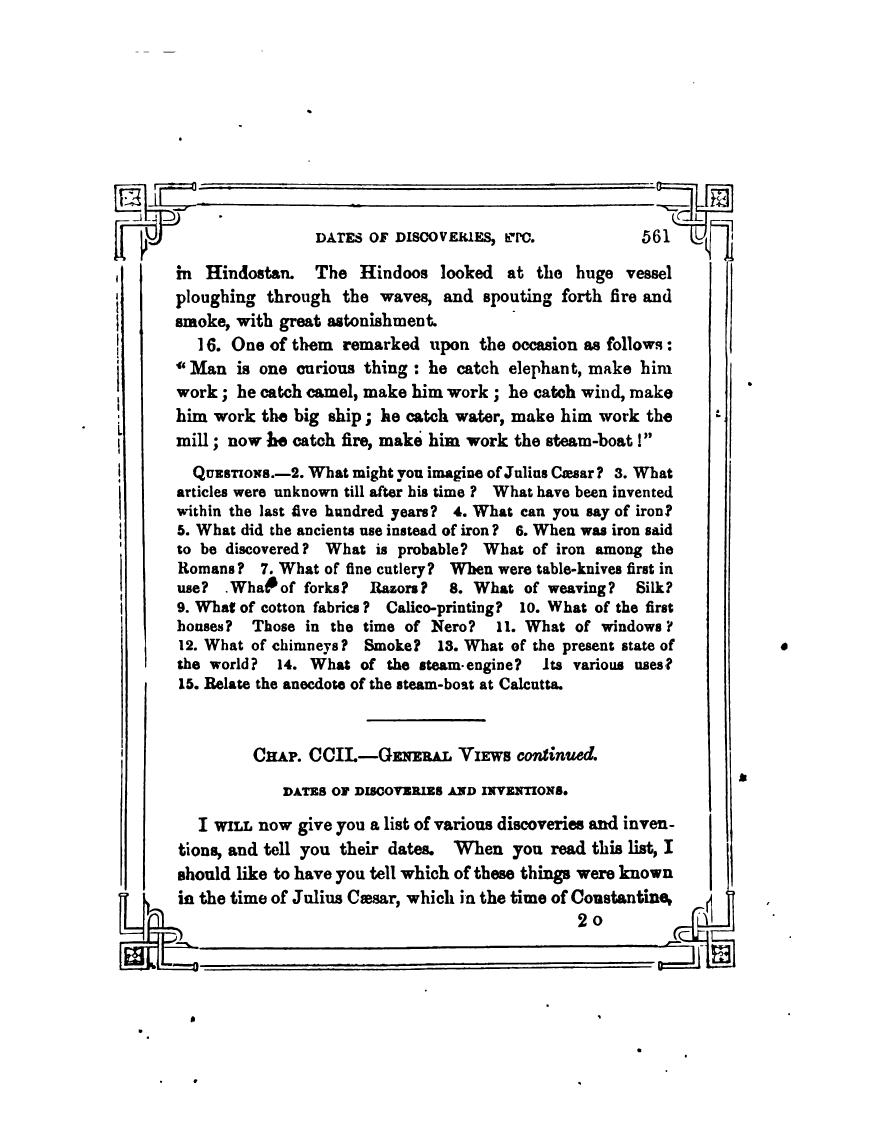 DATES OF DISCOVERIES, ETC. 561
in Hindostan. The Hindoos looked at the huge vessel
ploughing through the waves, and spouting forth fire and
smoke, with great astonishment.
16. One of them remarked upon the occasion as follows:
“Man is one curious thing: he catch elephant, make him
work; he catch camel, make him work; he catch wind, make
him work the big ship; he catch water, make him work the
mill; now he catch fire, make him work the steam-boat!”
QUESTIONS.—2. What might you imagine of Julius Cæsar? 3. What
articles were unknown till after his time? What have been invented
within the last five hundred years? 4. What can you say of iron?
5. What did the ancients use instead of iron? 6. When was iron said
to be discovered? What is probable? What of iron among the
Romans? 7. What of fine cutlery? When were table-knives first in
use? What of forks? Razors? 8. What of weaving? Silk?
9. What of cotton fabrics? Calico-printing? 10. What of the first
houses? Those in the time of Nero? 11. What of windows?
12. What of chimneys? Smoke? 13. What of the present state of
the world? 14. What of the steam-engine? Its various uses?
15. Relate the anecdote of the steam-boat at Calcutta.
CHAP. CCII.—GENERAL VIEWS continued.
DATES OF DISCOVERIES AND INVENTIONS.
I WILL now give you a list of various discoveries and inven-
tions, and tell you their dates. When you read this list, I
should like to have you tell which of these things were known
in the time of Julius Cæsar, which in the time of Constantine,
2 O